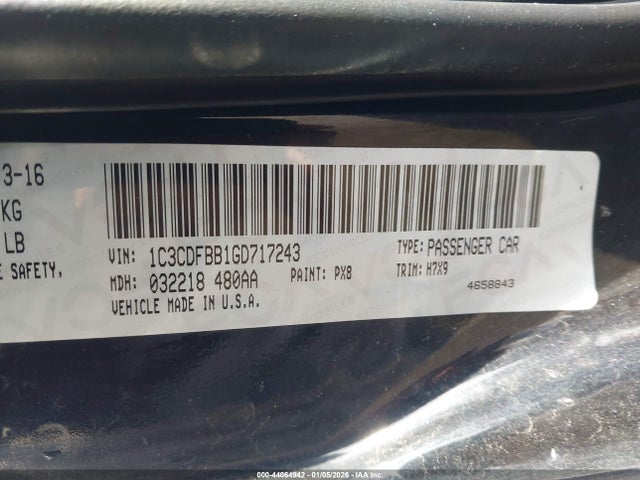 3-16
KG
LB
E SAFETY,
VIN: 1C3CDFBB1GD717243
TYPE: PASSENGER CAR
MDH: 032218 480AA
PAINT: PX8
TRIM: H7X9
VEHICLE MADE IN U.S.A.
4658843
000-44064942 - 01/05/2026 - IAA Inc.